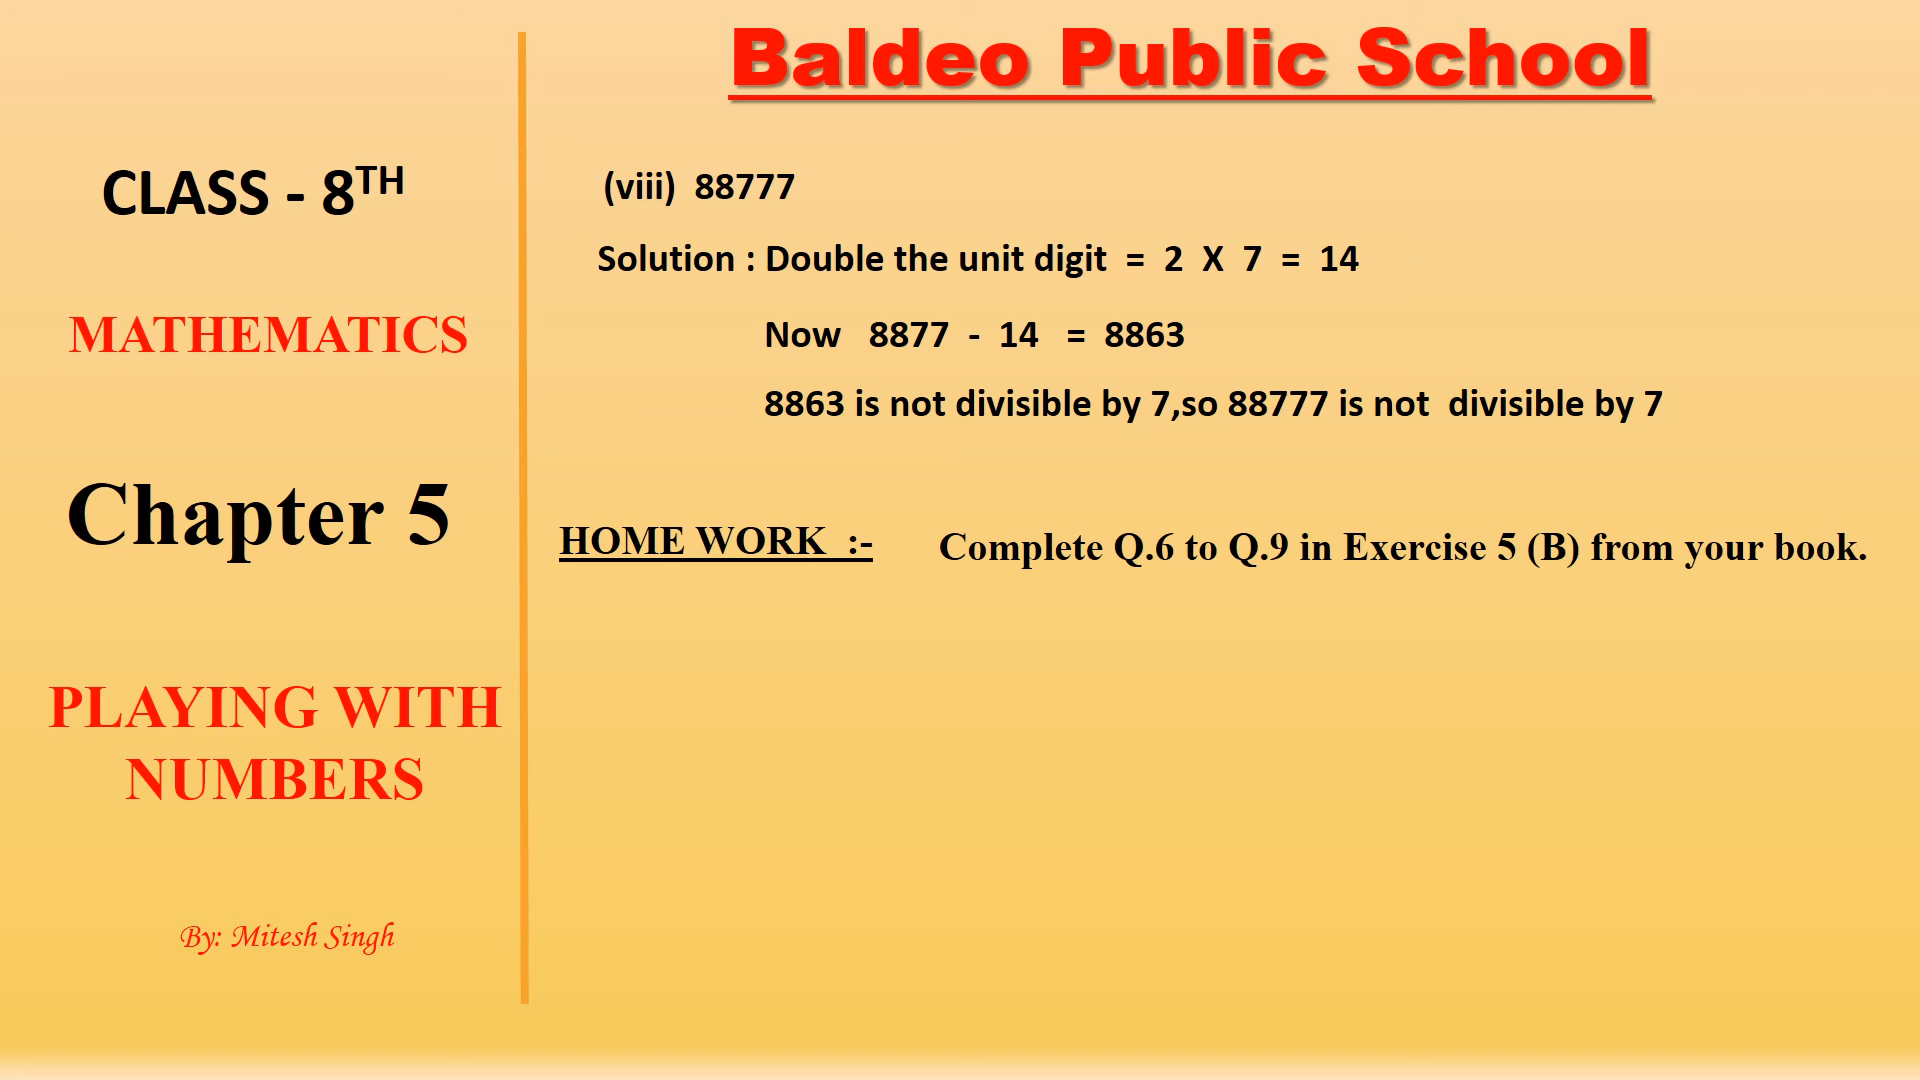 Baldeo Public School
CLASS - 8TH
MATHEMATICS
Chapter 5
PLAYING WITH
NUMBERS
By: Mitesh Singh
(viii) 88777
Solution : Double the unit digit = 2 X 7 = 14
Now 8877 - 14 = 8863
8863 is not divisible by 7,so 88777 is not divisible by 7
HOME WORK :- Complete Q.6 to Q.9 in Exercise 5 (B) from your book.